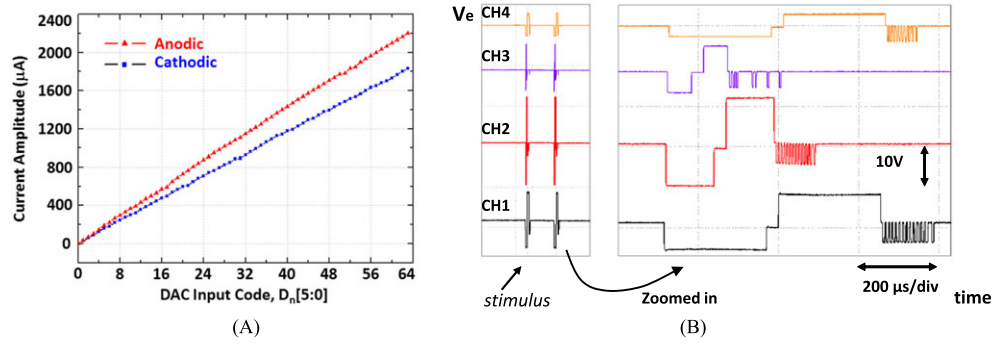 2400
2000
1600
1200
800
400
0
Current Amplitude (µA)
Anodic
Cathodic
0 8 16 24 32 40 48 56 64
DAC Input Code, Dn[5:0]
(A)
Ve
CH4
CH3
CH2
CH1
stimulus
Zoomed in
10V
200 µs/div
time
(B)